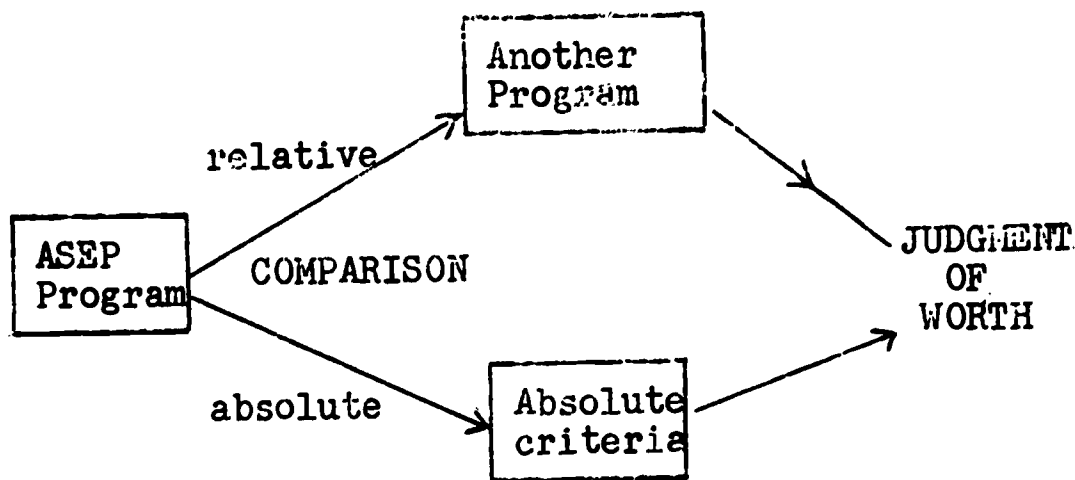 Another
Program
relative
ASEP
Program
COMPARISON
JUDGMENT
OF
WORTH
absolute
Absolute
criteria